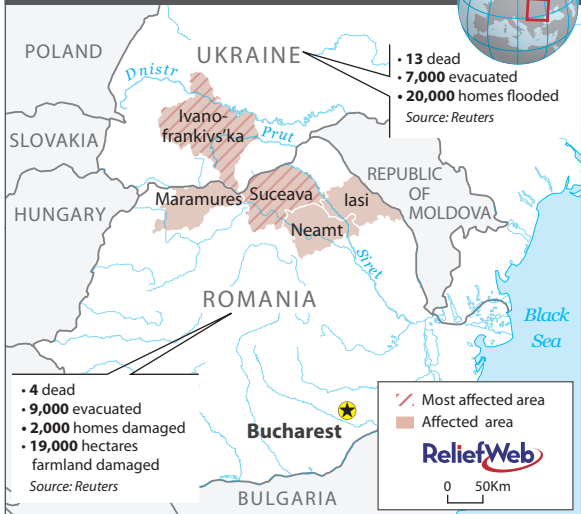 POLAND
UKRAINE
Dnistr
• 13 dead
• 7,000 evacuated
• 20,000 homes flooded
Source: Reuters
Ivano-
frankivs'ka
Prut
SLOVAKIA
REPUBLIC
OF
MOLDOVA
HUNGARY
Maramures
Suceava
Iasi
Neamt
Siret
ROMANIA
Black
Sea
• 4 dead
• 9,000 evacuated
• 2,000 homes damaged
• 19,000 hectares
farmland damaged
Source: Reuters
Bucharest
Most affected area
Affected area
ReliefWeb
0 50Km
BULGARIA